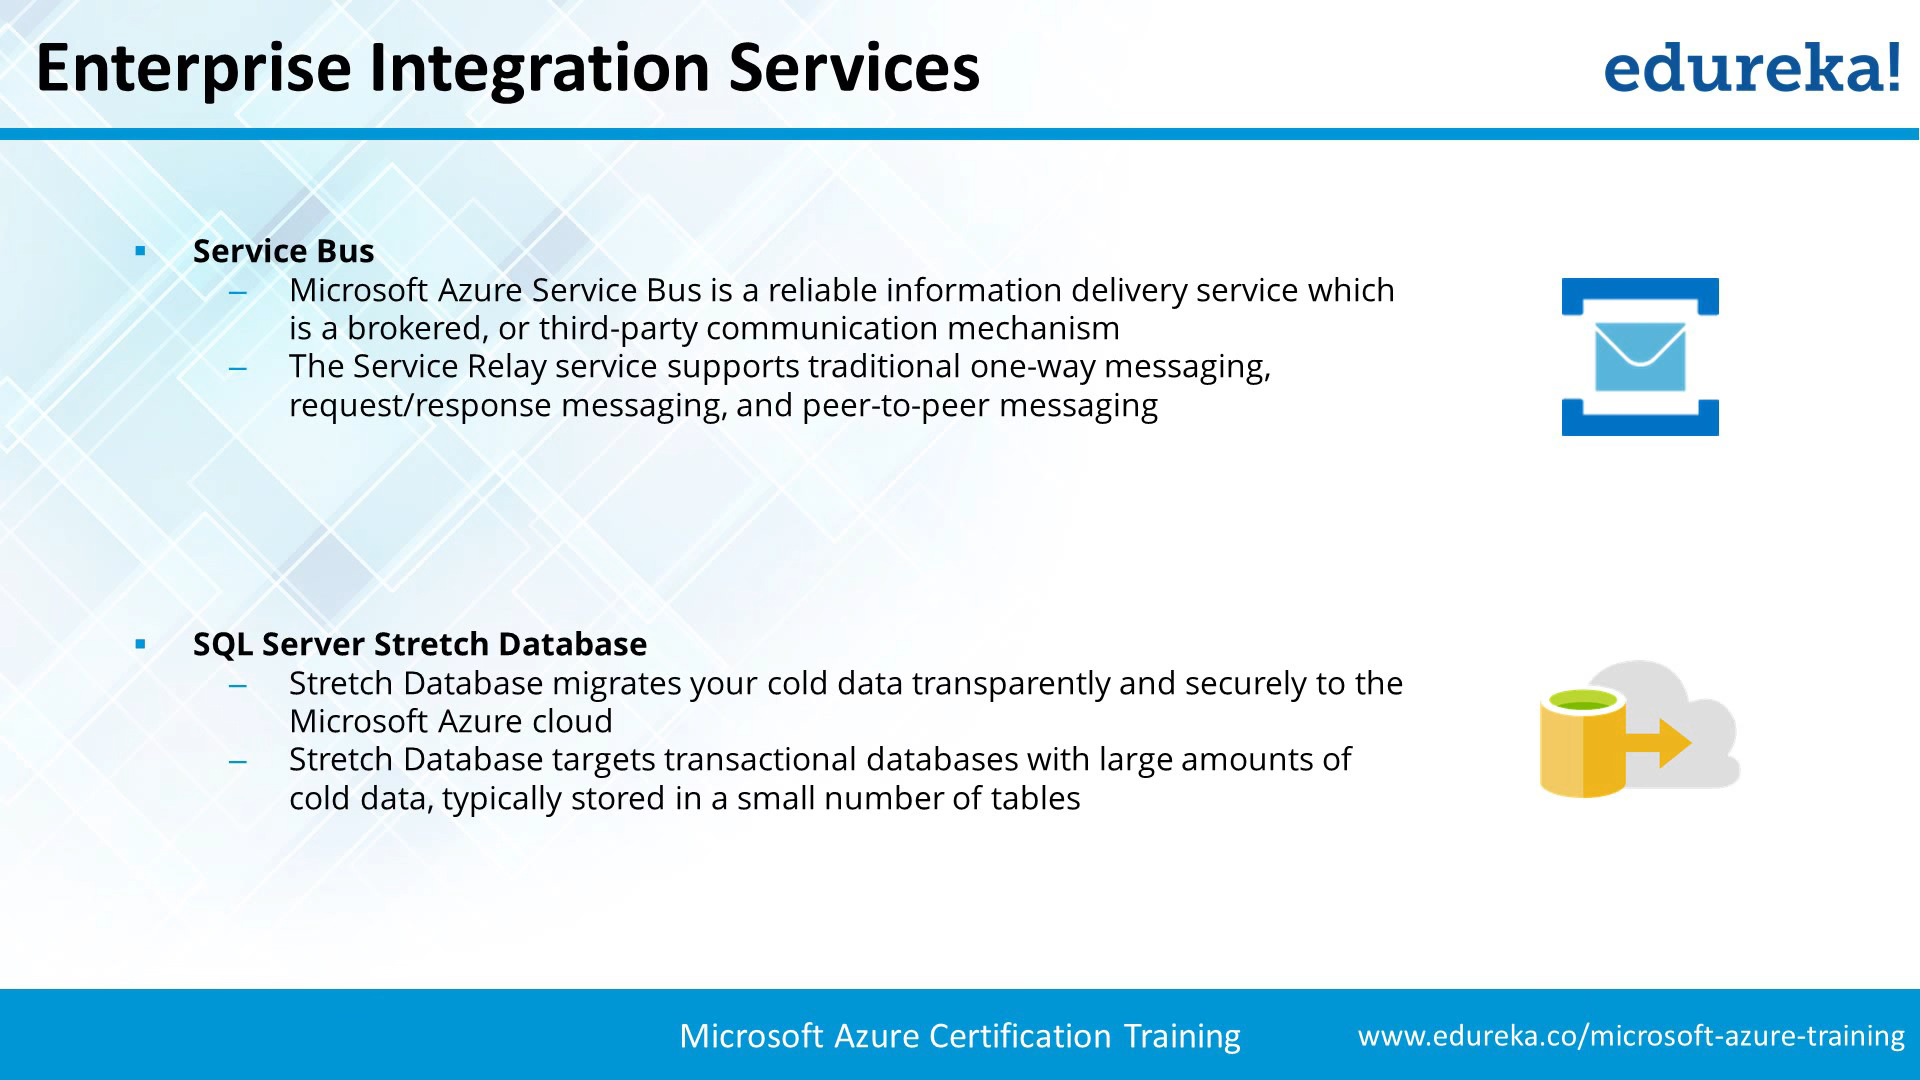 Enterprise Integration Services
edureka!
▪ Service Bus
– Microsoft Azure Service Bus is a reliable information delivery service which
is a brokered, or third-party communication mechanism
– The Service Relay service supports traditional one-way messaging,
request/response messaging, and peer-to-peer messaging
▪ SQL Server Stretch Database
– Stretch Database migrates your cold data transparently and securely to the
Microsoft Azure cloud
– Stretch Database targets transactional databases with large amounts of
cold data, typically stored in a small number of tables
Microsoft Azure Certification Training
www.edureka.co/microsoft-azure-training